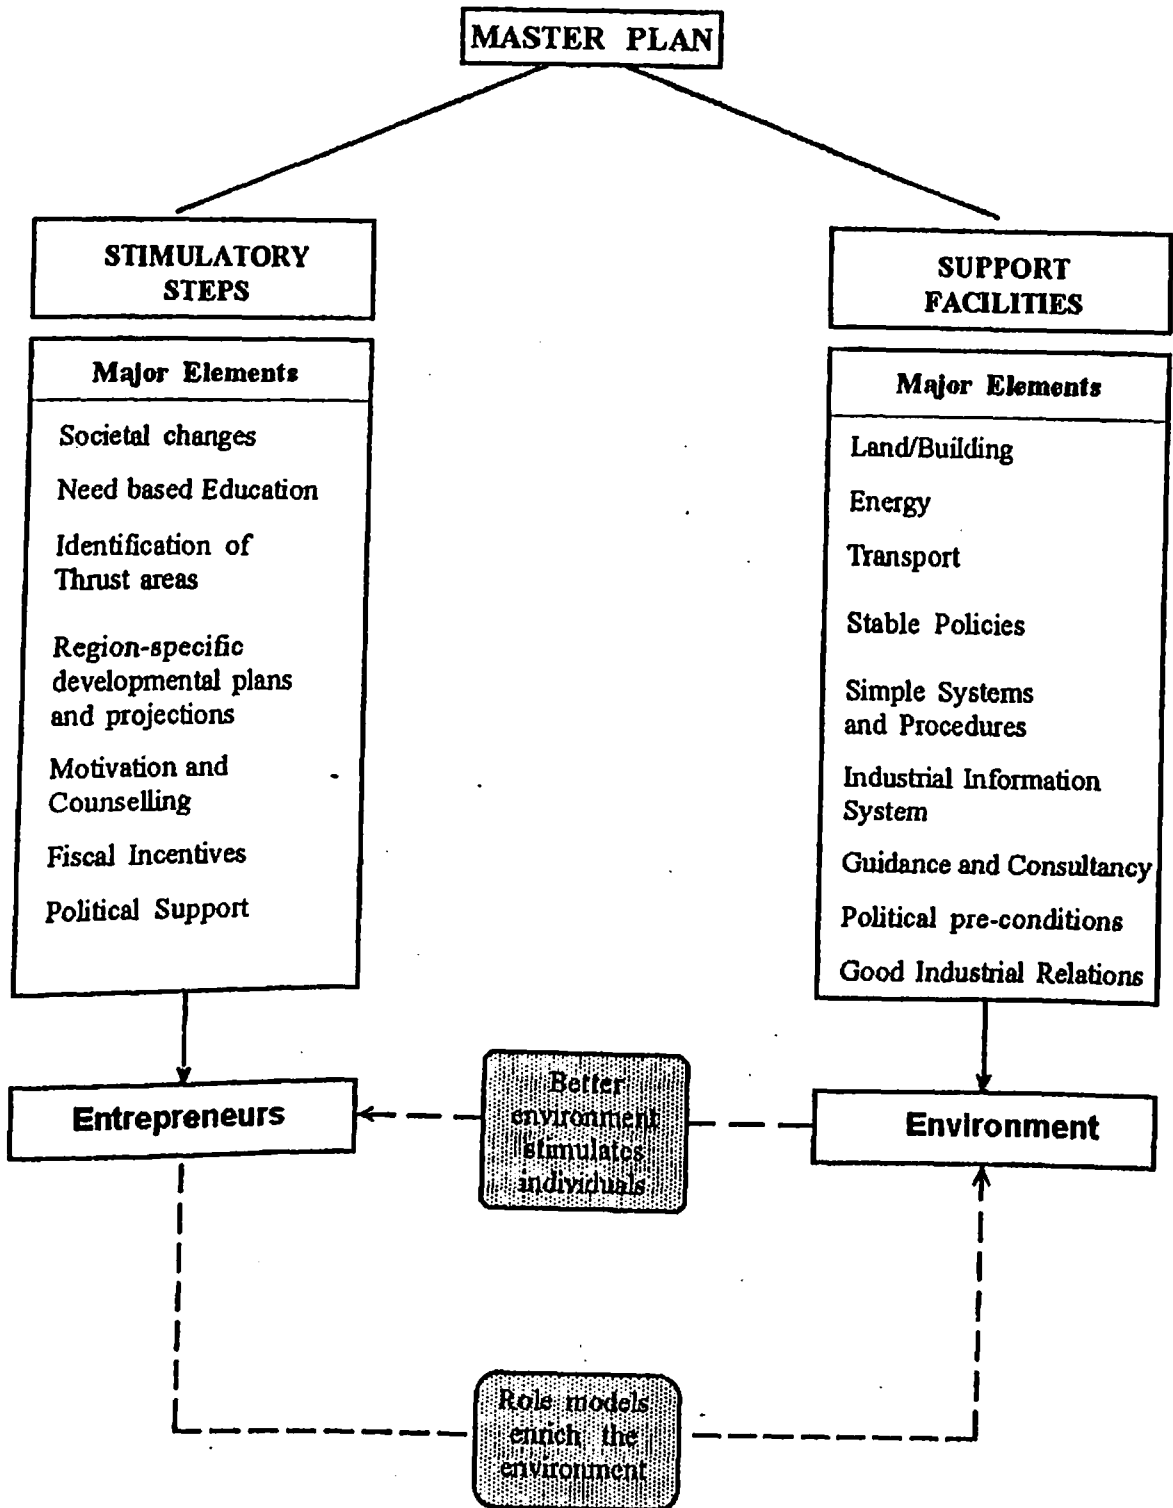 MASTER PLAN
STIMULATORY
STEPS
Major Elements
Societal changes
Need based Education
Identification of
Thrust areas
Region-specific
developmental plans
and projections
Motivation and
Counselling
Fiscal Incentives
Political Support
Entrepreneurs
SUPPORT
FACILITIES
Major Elements
Land/Building
Energy
Transport
Stable Policies
Simple Systems
and Procedures
Industrial Information
System
Guidance and Consultancy
Political pre-conditions
Good Industrial Relations
Environment
Better
environment
stimulates
individuals
Role models
enrich the
environment